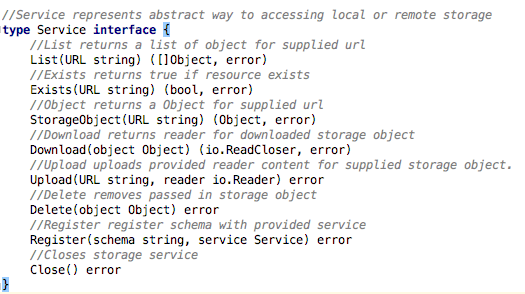 //Service represents abstract way to accessing local or remote storage
type Service interface {
//List returns a list of object for supplied url
List(URL string) ([]Object, error)
//Exists returns true if resource exists
Exists(URL string) (bool, error)
//Object returns a Object for supplied url
StorageObject(URL string) (Object, error)
//Download returns reader for downloaded storage object
Download(object Object) (io.ReadCloser, error)
//Upload uploads provided reader content for supplied storage object.
Upload(URL string, reader io.Reader) error
//Delete removes passed in storage object
Delete(object Object) error
//Register register schema with provided service
Register(schema string, service Service) error
//Closes storage service
Close() error
}